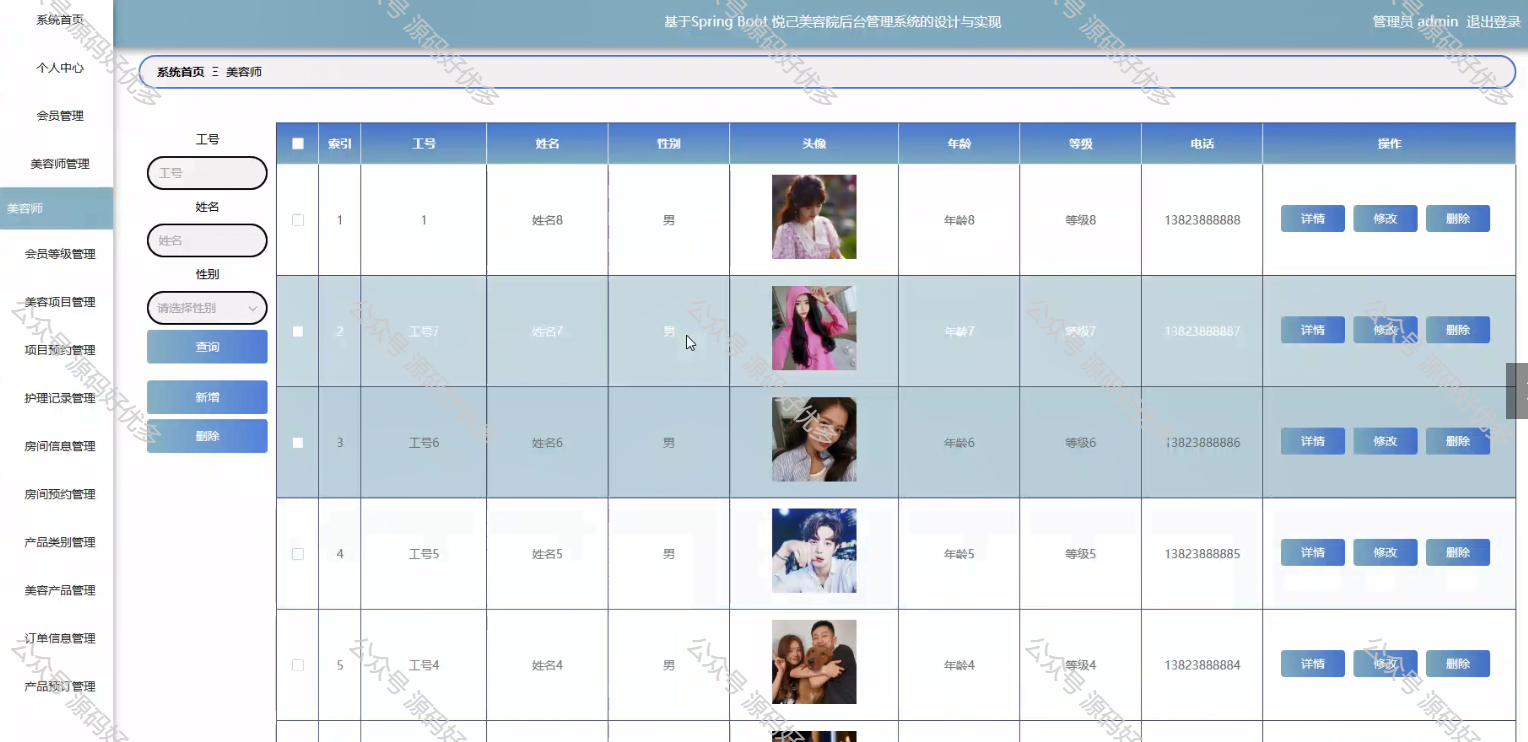 基于Spring Boot 悦己美容院后台管理系统的设计与实现
管理员 admin 退出登录
系统首页
个人中心
会员管理
美容师管理
美容师
会员等级管理
美容项目管理
项目预约管理
护理记录管理
房间信息管理
房间预约管理
产品类别管理
美容产品管理
订单信息管理
产品预订管理
系统首页 Ξ 美容师
工号
工号
姓名
姓名
性别
请选择性别
查询
新增
删除
索引 工号 姓名 性别 头像 年龄 等级 电话 操作
1 1 姓名8 男 年龄8 等级8 13823888888 详情 修改 删除
2 工号7 姓名7 男 年龄7 等级7 13823888887 详情 修改 删除
3 工号6 姓名6 男 年龄6 等级6 13823888886 详情 修改 删除
4 工号5 姓名5 男 年龄5 等级5 13823888885 详情 修改 删除
5 工号4 姓名4 男 年龄4 等级4 13823888884 详情 修改 删除
公众号 源码好优多